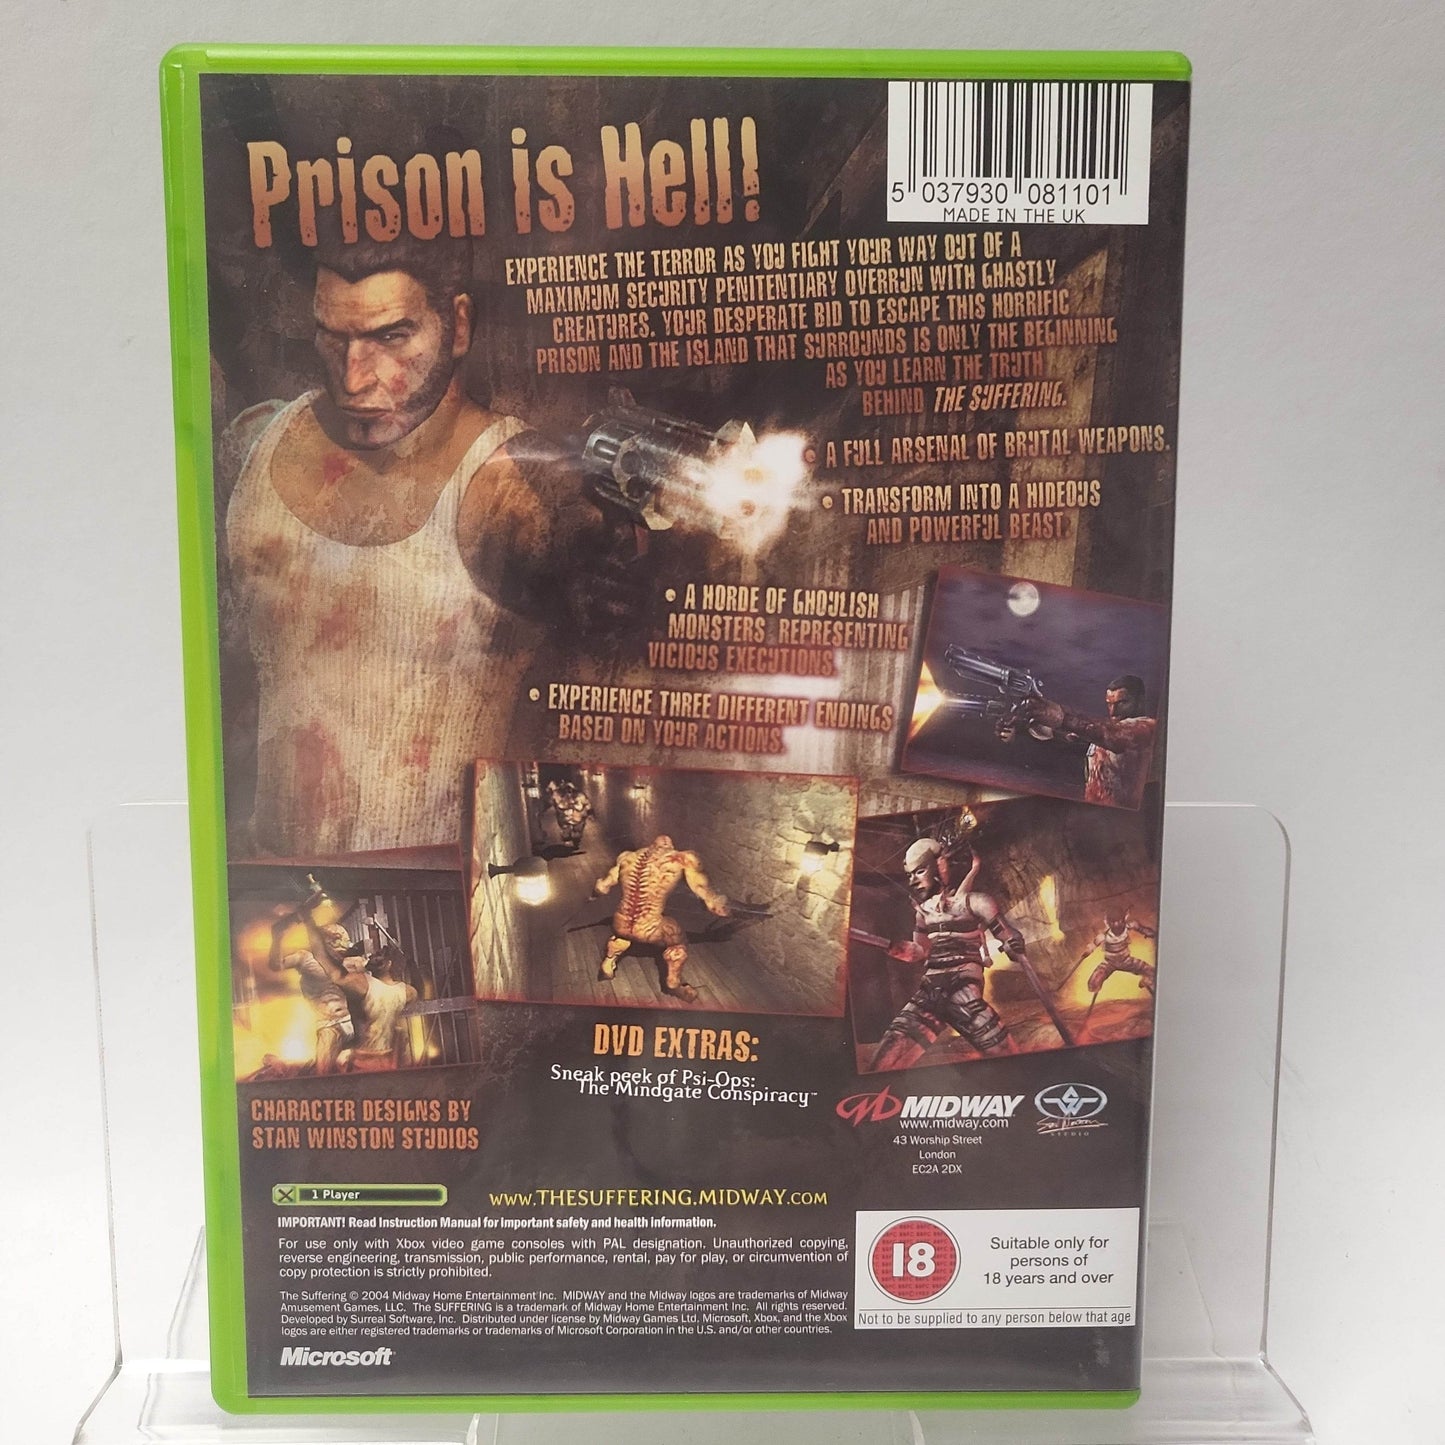 Prison is Hell!
5 037930 081101
MADE IN THE UK
EXPERIENCE THE TERROR AS YOU FIGHT YOUR WAY OUT OF A
MAXIMUM SECURITY PENITENTIARY OVERRUN WITH GHASTLY
CREATURES. YOUR DESPERATE BID TO ESCAPE THIS HORRIFIC
PRISON AND THE ISLAND THAT SURROUNDS IS ONLY THE BEGINNING
AS YOU LEARN THE TRUTH
BEHIND THE SUFFERING.
• A FULL ARSENAL OF BRUTAL WEAPONS.
• TRANSFORM INTO A HIDEOUS
AND POWERFUL BEAST.
• A HORDE OF GHOULISH
MONSTERS REPRESENTING
VICIOUS EXECUTIONS.
• EXPERIENCE THREE DIFFERENT ENDINGS
BASED ON YOUR ACTIONS.
DVD EXTRAS:
Sneak peek of Psi-Ops:
The Mindgate Conspiracy™
CHARACTER DESIGNS BY
STAN WINSTON STUDIOS
MIDWAY
www.midway.com
43 Worship Street
London
EC2A 2DX
SW
Stan Winston
STUDIO
1 Player
WWW.THESUFFERING.MIDWAY.COM
IMPORTANT! Read Instruction Manual for important safety and health information.
For use only with Xbox video game consoles with PAL designation. Unauthorized copying,
reverse engineering, transmission, public performance, rental, pay for play, or circumvention of
copy protection is strictly prohibited.
The Suffering © 2004 Midway Home Entertainment Inc. MIDWAY and the Midway logos are trademarks of Midway
Amusement Games, LLC. The SUFFERING is a trademark of Midway Home Entertainment Inc. All rights reserved.
Developed by Surreal Software, Inc. Distributed under license by Midway Games Ltd. Microsoft, Xbox, and the Xbox
logos are either registered trademarks or trademarks of Microsoft Corporation in the U.S. and/or other countries.
Microsoft
18
Suitable only for
persons of
18 years and over
Not to be supplied to any person below that age